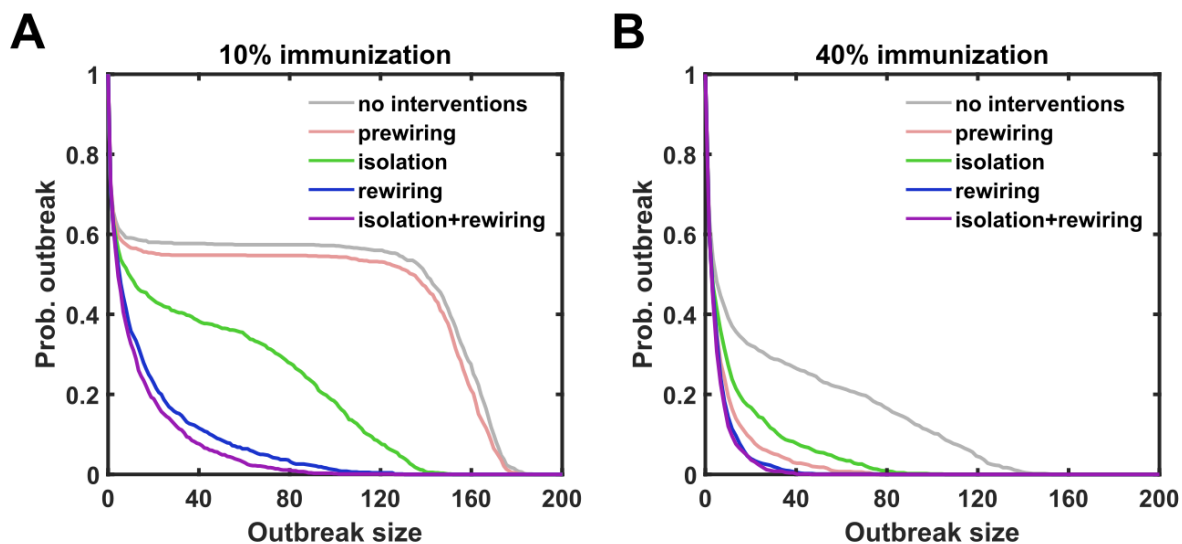 A
10% immunization
Prob. outbreak
1
0.8
0.6
0.4
0.2
0
no interventions
prewiring
isolation
rewiring
isolation+rewiring
0 40 80 120 160 200
Outbreak size
B
40% immunization
Prob. outbreak
1
0.8
0.6
0.4
0.2
0
no interventions
prewiring
isolation
rewiring
isolation+rewiring
0 40 80 120 160 200
Outbreak size